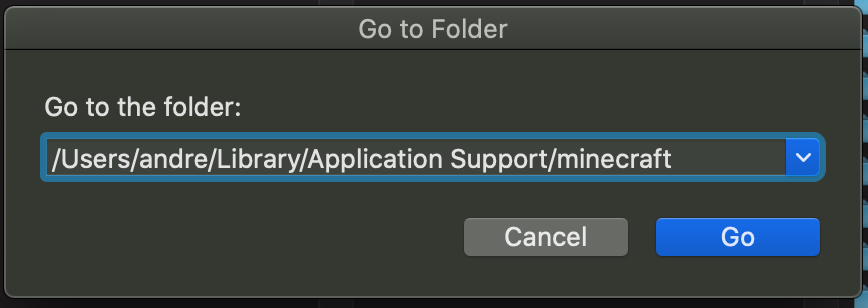 Go to Folder
Go to the folder:
/Users/andre/Library/Application Support/minecraft
Cancel
Go